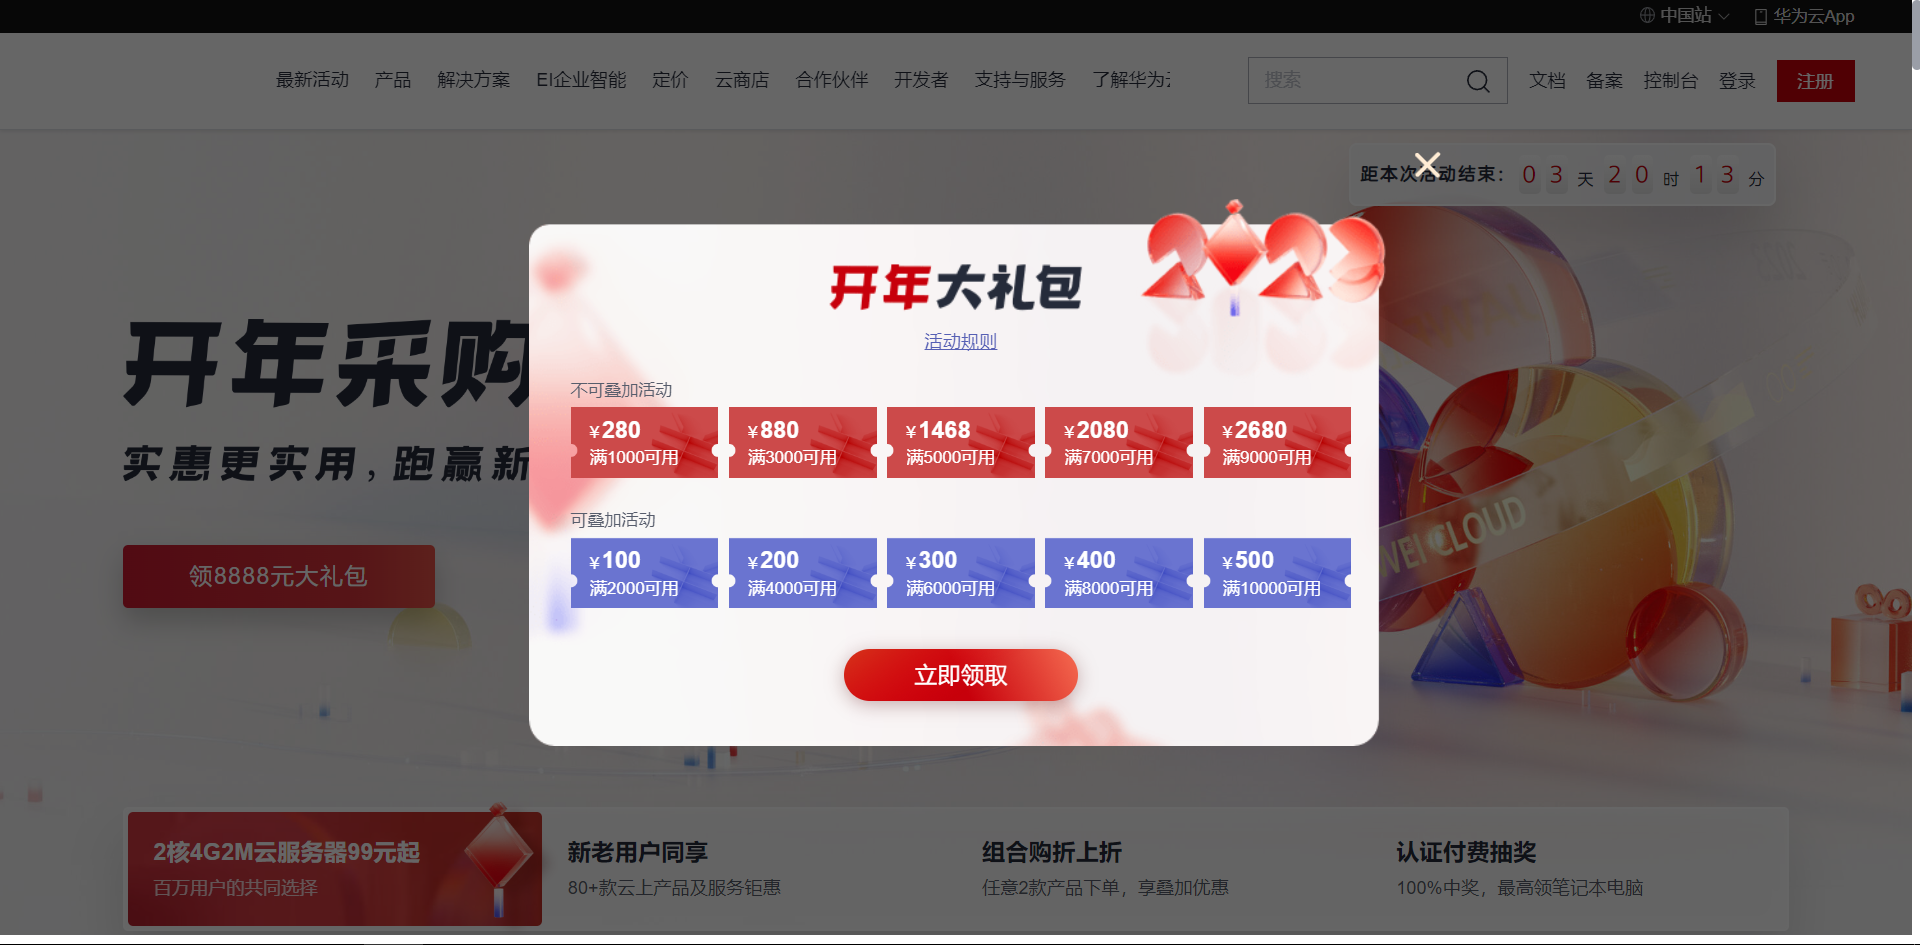 中国站 华为云App
最新活动 产品 解决方案 EI企业智能 定价 云商店 合作伙伴 开发者 支持与服务 了解华为云 搜索 文档 备案 控制台 登录 注册
距本次活动结束: 03 天 20 时 13 分
2023
开年大礼包
活动规则
开年采购
实惠更实用,跑赢新
领8888元大礼包
不可叠加活动
¥280 ¥880 ¥1468 ¥2080 ¥2680
满1000可用 满3000可用 满5000可用 满7000可用 满9000可用
可叠加活动
¥100 ¥200 ¥300 ¥400 ¥500
满2000可用 满4000可用 满6000可用 满8000可用 满10000可用
立即领取
WEI CLOUD
2核4G2M云服务器99元起 新老用户同享 组合购折上折 认证付费抽奖
百万用户的共同选择 80+款云上产品及服务钜惠 任意2款产品下单，享叠加优惠 100%中奖，最高领笔记本电脑